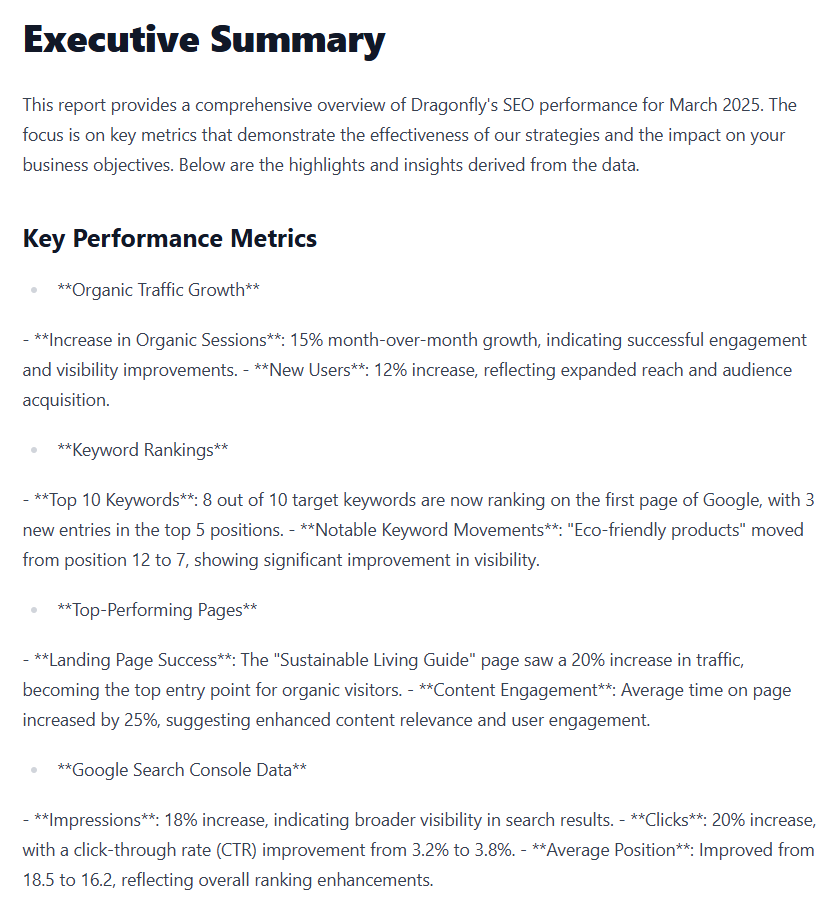 Executive Summary
This report provides a comprehensive overview of Dragonfly's SEO performance for March 2025. The
focus is on key metrics that demonstrate the effectiveness of our strategies and the impact on your
business objectives. Below are the highlights and insights derived from the data.
Key Performance Metrics
• **Organic Traffic Growth**
- **Increase in Organic Sessions**: 15% month-over-month growth, indicating successful engagement
and visibility improvements. - **New Users**: 12% increase, reflecting expanded reach and audience
acquisition.
• **Keyword Rankings**
- **Top 10 Keywords**: 8 out of 10 target keywords are now ranking on the first page of Google, with 3
new entries in the top 5 positions. - **Notable Keyword Movements**: "Eco-friendly products" moved
from position 12 to 7, showing significant improvement in visibility.
• **Top-Performing Pages**
- **Landing Page Success**: The "Sustainable Living Guide" page saw a 20% increase in traffic,
becoming the top entry point for organic visitors. - **Content Engagement**: Average time on page
increased by 25%, suggesting enhanced content relevance and user engagement.
• **Google Search Console Data**
- **Impressions**: 18% increase, indicating broader visibility in search results. - **Clicks**: 20% increase,
with a click-through rate (CTR) improvement from 3.2% to 3.8%. - **Average Position**: Improved from
18.5 to 16.2, reflecting overall ranking enhancements.